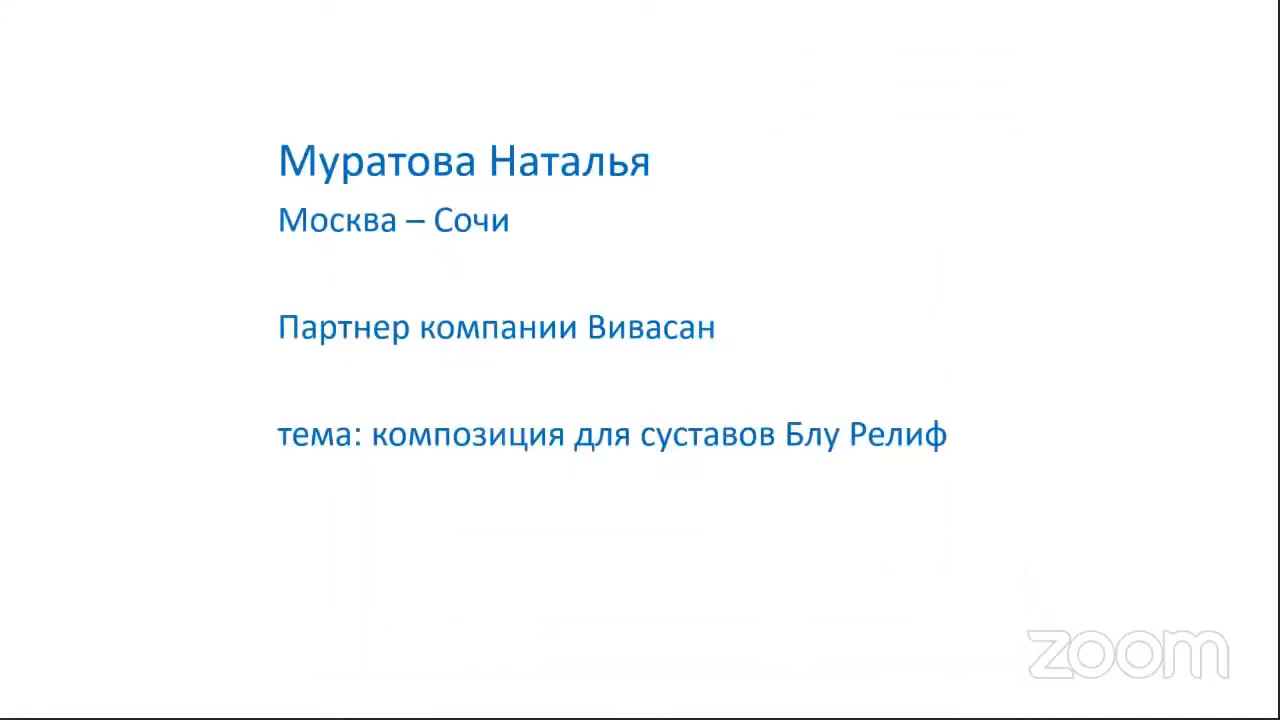 Муратова Наталья
Москва – Сочи
Партнер компании Вивасан
тема: композиция для суставов Блу Релиф
zoom